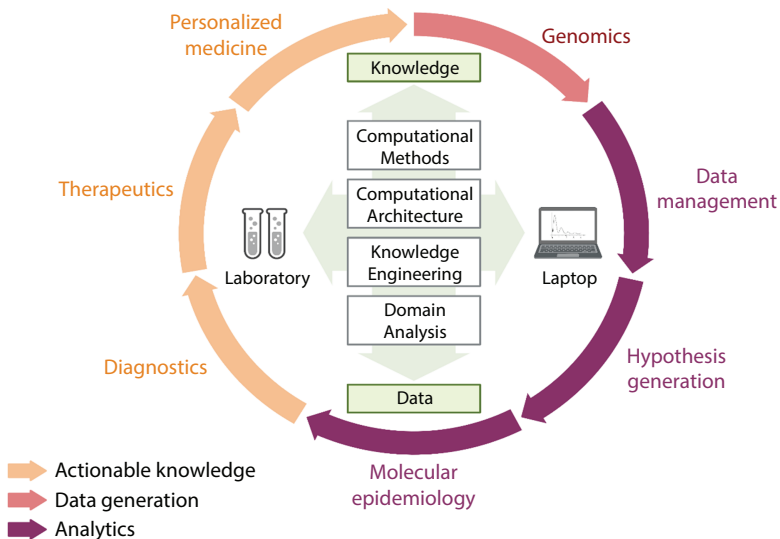 Personalized
medicine
Genomics
Knowledge
Computational
Methods
Therapeutics
Computational
Architecture
Data
management
Laboratory
Knowledge
Engineering
Laptop
Domain
Analysis
Diagnostics
Hypothesis
generation
Data
Molecular
epidemiology
Actionable knowledge
Data generation
Analytics